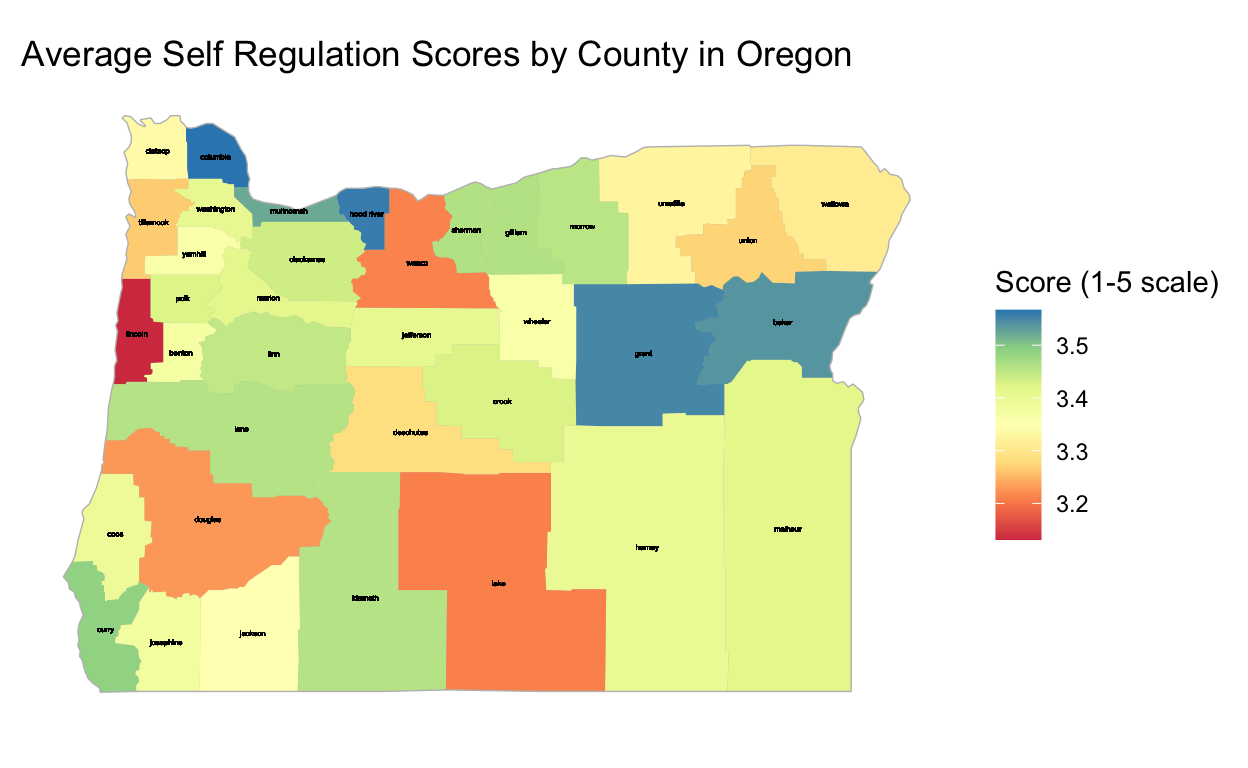 Average Self Regulation Scores by County in Oregon
clatsop
columbia
tillamook
washington
multnomah
hood river
yamhill
clackamas
wasco
sherman
gilliam
morrow
umatilla
union
wallowa
polk
marion
lincoln
benton
linn
jefferson
wheeler
grant
baker
lane
deschutes
crook
douglas
coos
curry
josephine
jackson
klamath
lake
harney
malheur
Score (1-5 scale)
3.5
3.4
3.3
3.2